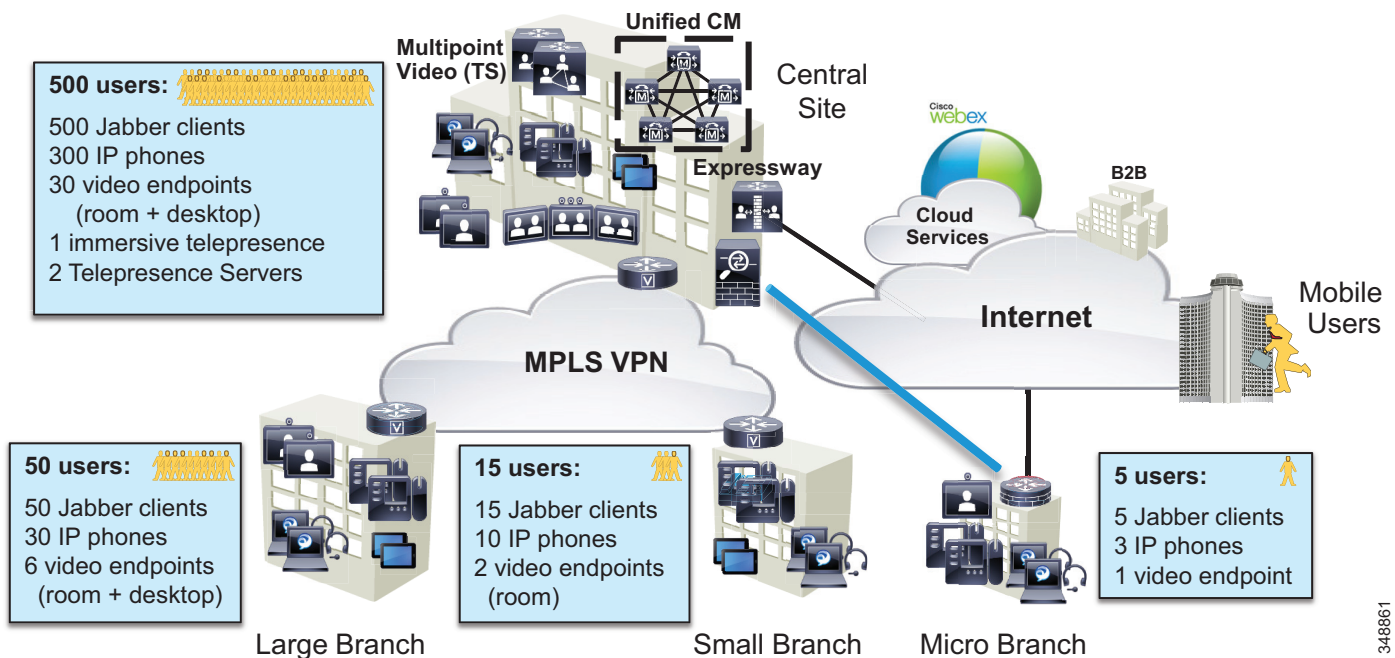 Unified CM
Multipoint
Video (TS)
Central
Site
500 users:
500 Jabber clients
300 IP phones
30 video endpoints
(room + desktop)
1 immersive telepresence
2 Telepresence Servers
M
M
M
M
M
Expressway
Cisco
webex
B2B
Cloud
Services
Internet
Mobile
Users
V
MPLS VPN
V
V
50 users:
50 Jabber clients
30 IP phones
6 video endpoints
(room + desktop)
15 users:
15 Jabber clients
10 IP phones
2 video endpoints
(room)
5 users:
5 Jabber clients
3 IP phones
1 video endpoint
Large Branch
Small Branch
Micro Branch
348861